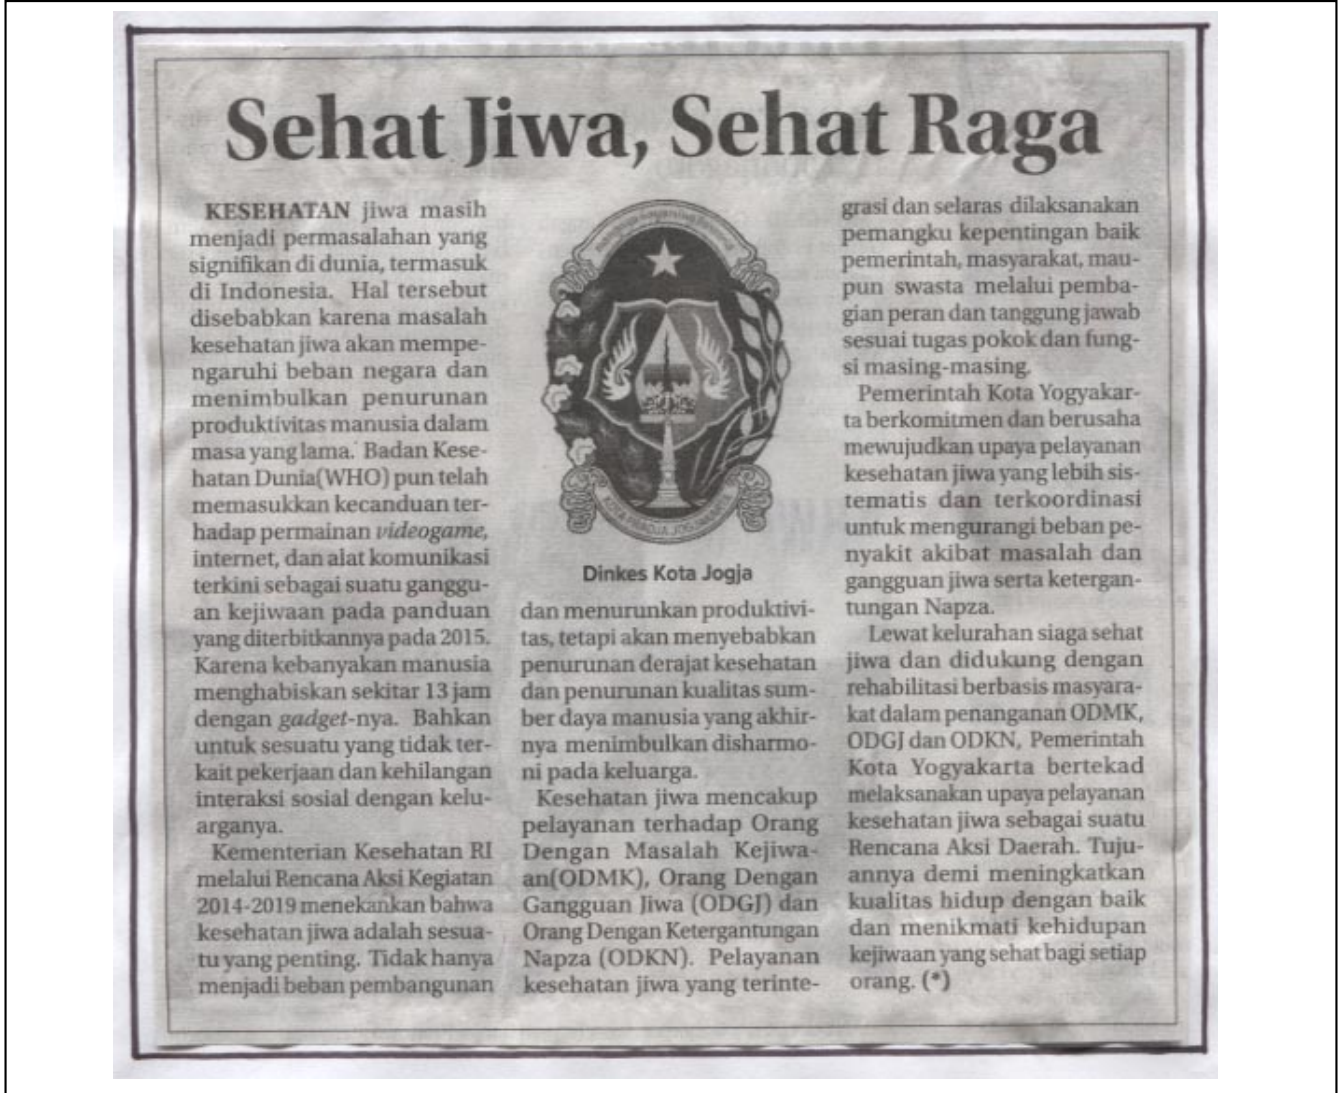 Sehat Jiwa, Sehat Raga
KESEHATAN jiwa masih
menjadi permasalahan yang
signifikan di dunia, termasuk
di Indonesia. Hal tersebut
disebabkan karena masalah
kesehatan jiwa akan mempe-
ngaruhi beban negara dan
menimbulkan penurunan
produktivitas manusia dalam
masa yang lama. Badan Kese-
hatan Dunia(WHO) pun telah
memasukkan kecanduan ter-
hadap permainan videogame,
internet, dan alat komunikasi
terkini sebagai suatu ganggu-
an kejiwaan pada panduan
yang diterbitkannya pada 2015.
Karena kebanyakan manusia
menghabiskan sekitar 13 jam
dengan gadget-nya. Bahkan
untuk sesuatu yang tidak ter-
kait pekerjaan dan kehilangan
interaksi sosial dengan kelu-
arganya.
Kementerian Kesehatan RI
melalui Rencana Aksi Kegiatan
2014-2019 menekankan bahwa
kesehatan jiwa adalah sesua-
tu yang penting. Tidak hanya
menjadi beban pembangunan
KOTA PRADJA JOGJAKARTA
Dinkes Kota Jogja
dan menurunkan produktivi-
tas, tetapi akan menyebabkan
penurunan derajat kesehatan
dan penurunan kualitas sum-
ber daya manusia yang akhir-
nya menimbulkan disharmo-
ni pada keluarga.
Kesehatan jiwa mencakup
pelayanan terhadap Orang
Dengan Masalah Kejiwa-
an(ODMK), Orang Dengan
Gangguan Jiwa (ODGJ) dan
Orang Dengan Ketergantungan
Napza (ODKN). Pelayanan
kesehatan jiwa yang terinte-
grasi dan selaras dilaksanakan
pemangku kepentingan baik
pemerintah, masyarakat, mau-
pun swasta melalui pemba-
gian peran dan tanggung jawab
sesuai tugas pokok dan fung-
si masing-masing.
Pemerintah Kota Yogyakar-
ta berkomitmen dan berusaha
mewujudkan upaya pelayanan
kesehatan jiwa yang lebih sis-
tematis dan terkoordinasi
untuk mengurangi beban pe-
nyakit akibat masalah dan
gangguan jiwa serta ketergan-
tungan Napza.
Lewat kelurahan siaga sehat
jiwa dan didukung dengan
rehabilitasi berbasis masyara-
kat dalam penanganan ODMK,
ODGJ dan ODKN, Pemerintah
Kota Yogyakarta bertekad
melaksanakan upaya pelayanan
kesehatan jiwa sebagai suatu
Rencana Aksi Daerah. Tuju-
annya demi meningkatkan
kualitas hidup dengan baik
dan menikmati kehidupan
kejiwaan yang sehat bagi setiap
orang. (*)